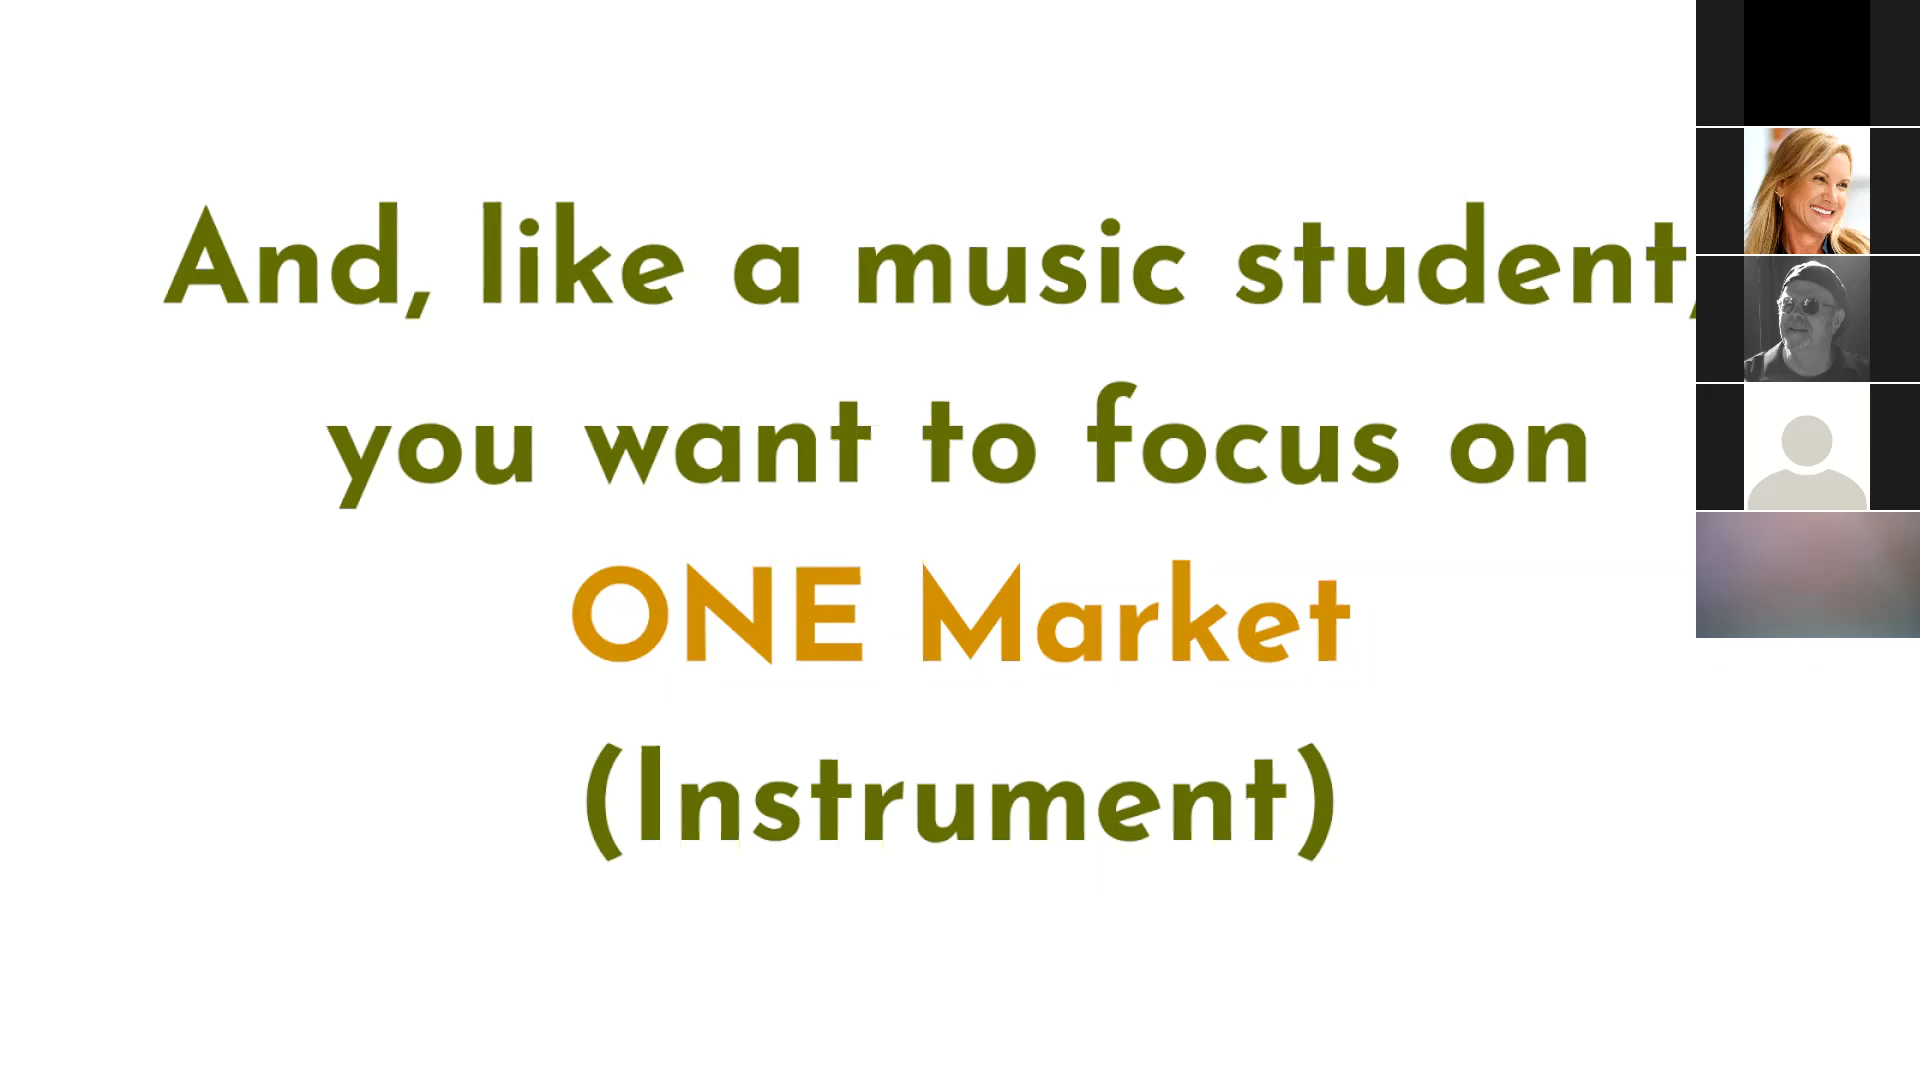 And, like a music student,
you want to focus on
ONE Market
(Instrument)